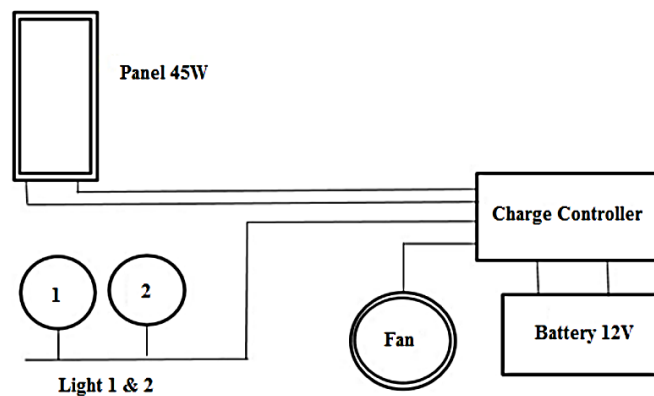 Panel 45W
Charge Controller
1
2
Fan
Battery 12V
Light 1 & 2